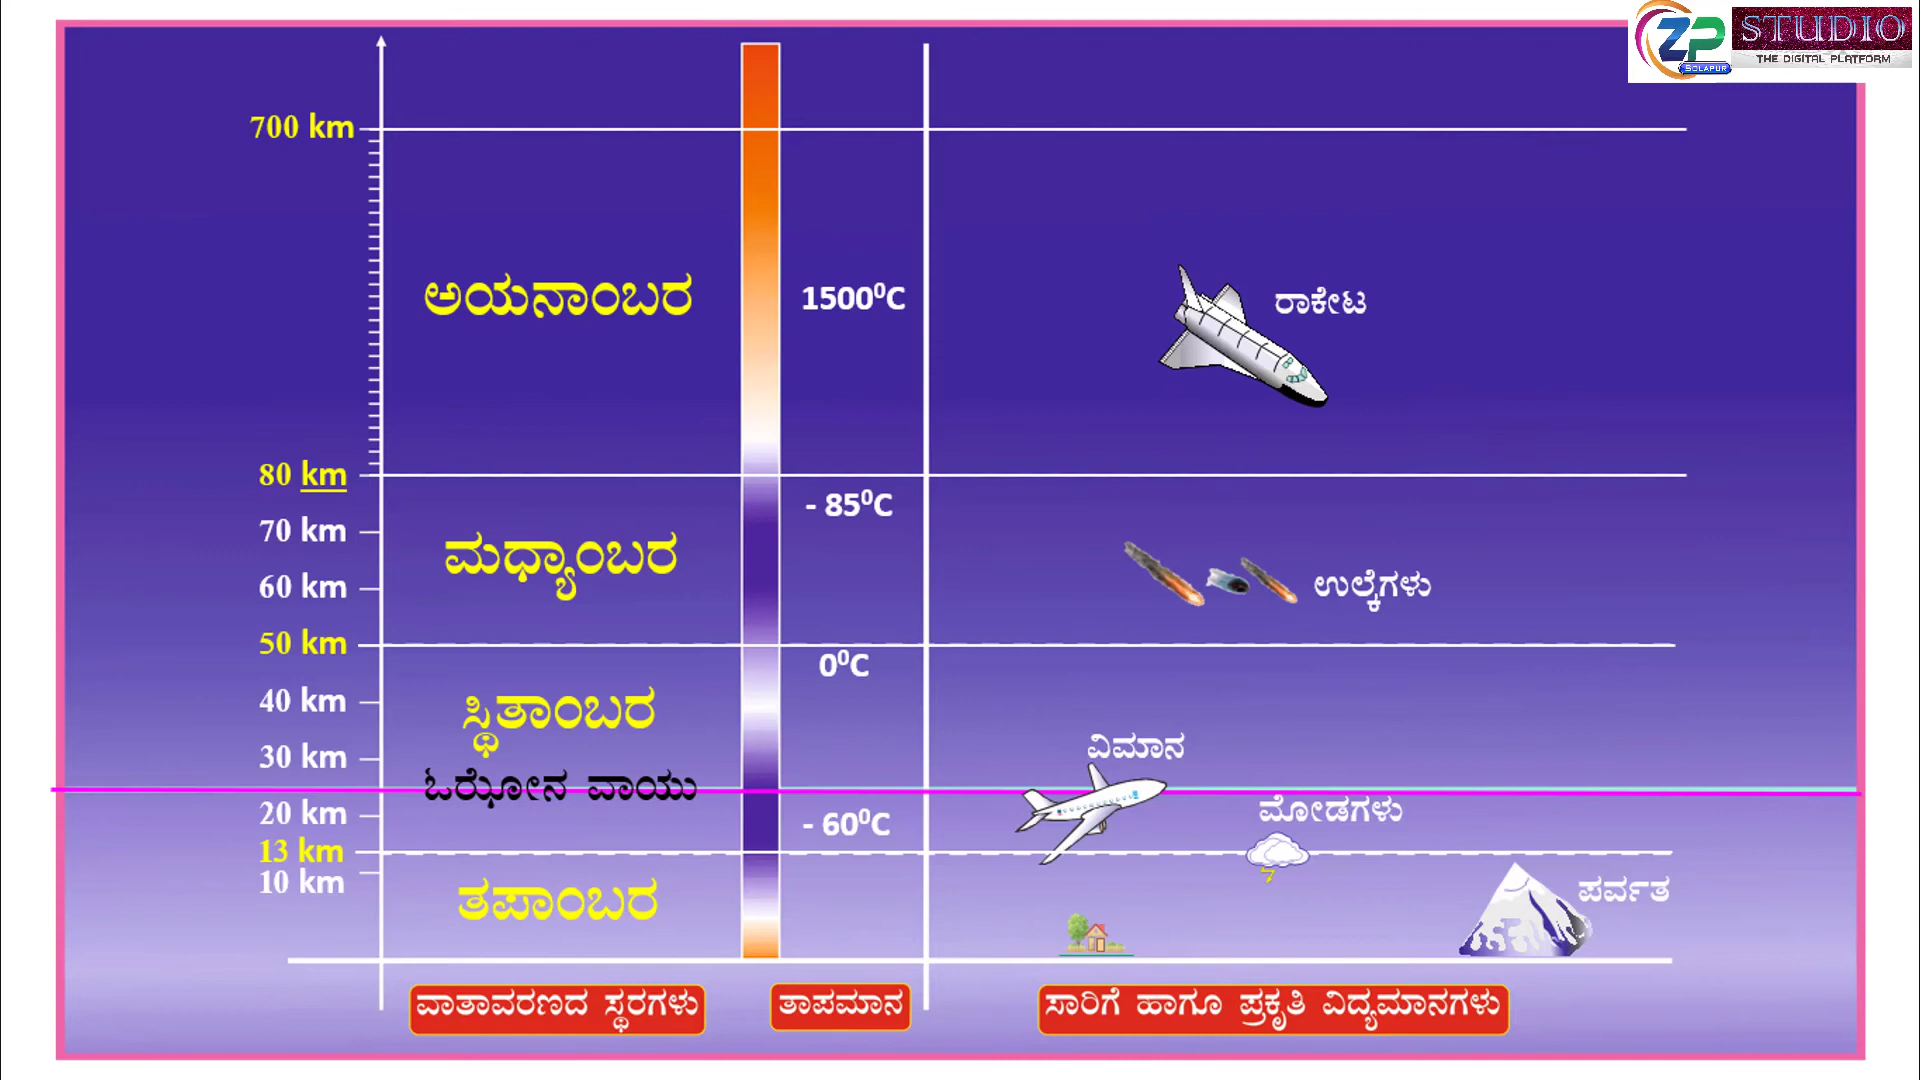 ZP STUDIO
SOLAPUR THE DIGITAL PLATFORM
700 km
ಅಯನಾಂಬರ 1500⁰C ರಾಕೇಟ
80 km
- 85⁰C
70 km
ಮಧ್ಯಾಂಬರ
60 km ಉಲ್ಕೆಗಳು
50 km
0⁰C
40 km ಸ್ಥಿತಾಂಬರ
ವಿಮಾನ
30 km
ಓಝೋನ ವಾಯು
20 km - 60⁰C ಮೋಡಗಳು
13 km
10 km ತಪಾಂಬರ ಪರ್ವತ
ವಾತಾವರಣದ ಸ್ಥರಗಳು ತಾಪಮಾನ ಸಾರಿಗೆ ಹಾಗೂ ಪ್ರಕೃತಿ ವಿದ್ಯಮಾನಗಳು